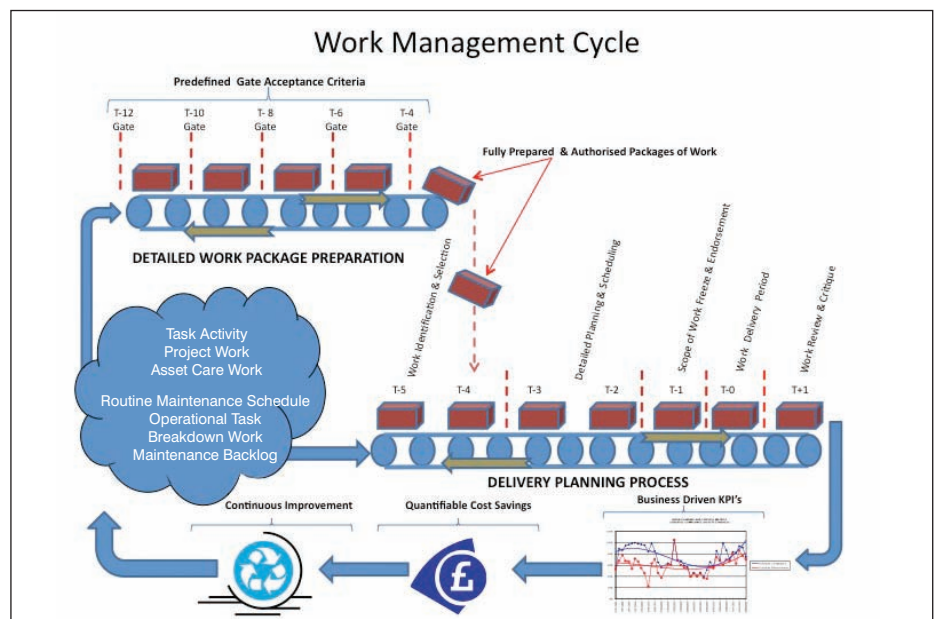 Work Management Cycle
Predefined Gate Acceptance Criteria
T-12
Gate
T-10
Gate
T- 8
Gate
T-6
Gate
T-4
Gate
Fully Prepared & Authorised Packages of Work
DETAILED WORK PACKAGE PREPARATION
Task Activity
Project Work
Asset Care Work
Routine Maintenance Schedule
Operational Task
Breakdown Work
Maintenance Backlog
Work Identification & Selection
Detailed Planning & Scheduling
Scope of Work Freeze & Endorsement
Work Delivery Period
Work Review & Critique
T-5
T-4
T-3
T-2
T-1
T-0
T+1
DELIVERY PLANNING PROCESS
Continuous Improvement
Quantifiable Cost Savings
Business Driven KPI's
£